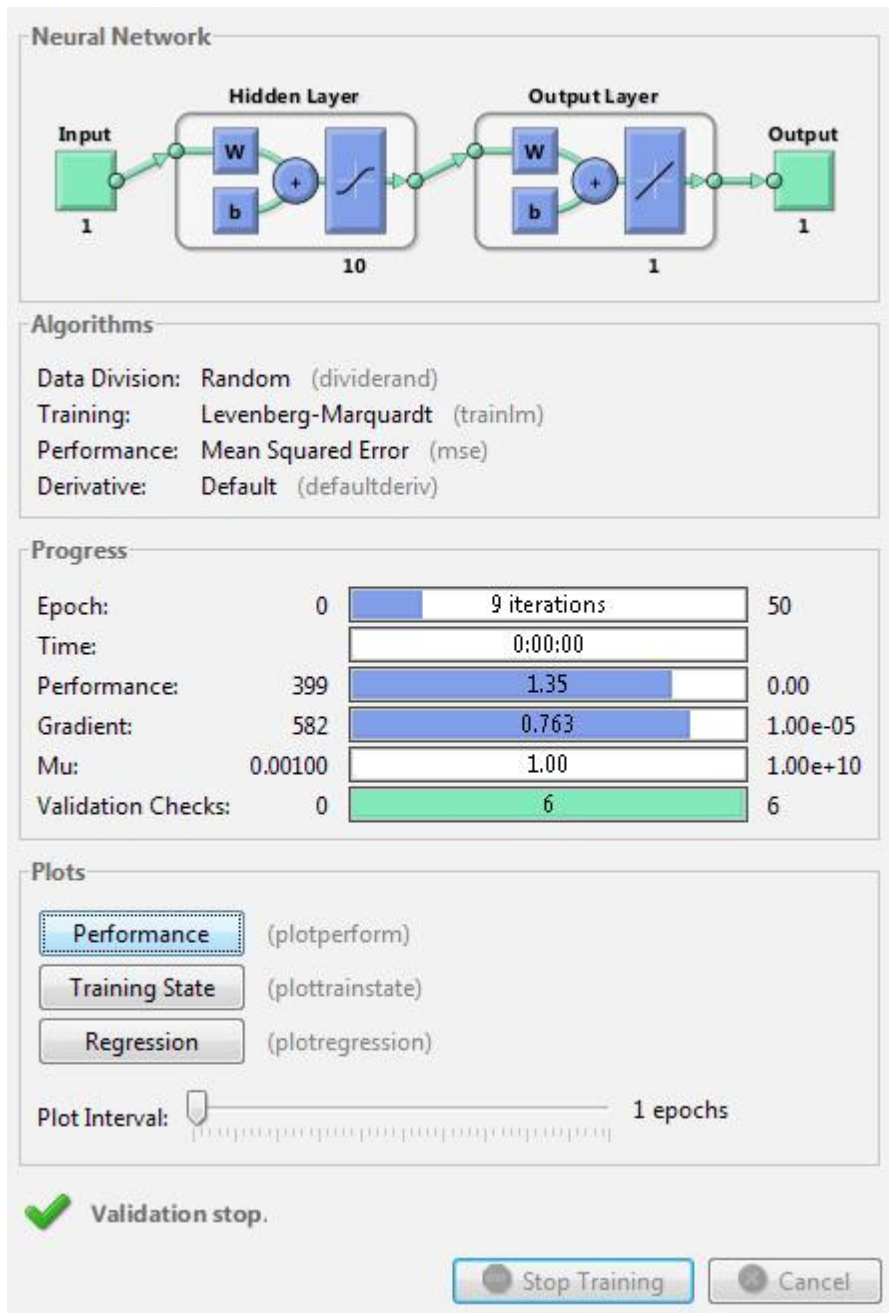 Neural Network
Hidden Layer Output Layer
Input Output
W W
+ +
b b
1 1
10 1
Algorithms
Data Division: Random (dividerand)
Training: Levenberg-Marquardt (trainlm)
Performance: Mean Squared Error (mse)
Derivative: Default (defaultderiv)
Progress
Epoch: 0 9 iterations 50
Time: 0:00:00
Performance: 399 1.35 0.00
Gradient: 582 0.763 1.00e-05
Mu: 0.00100 1.00 1.00e+10
Validation Checks: 0 6 6
Plots
Performance (plotperform)
Training State (plottrainstate)
Regression (plotregression)
Plot Interval: 1 epochs
Validation stop.
Stop Training Cancel